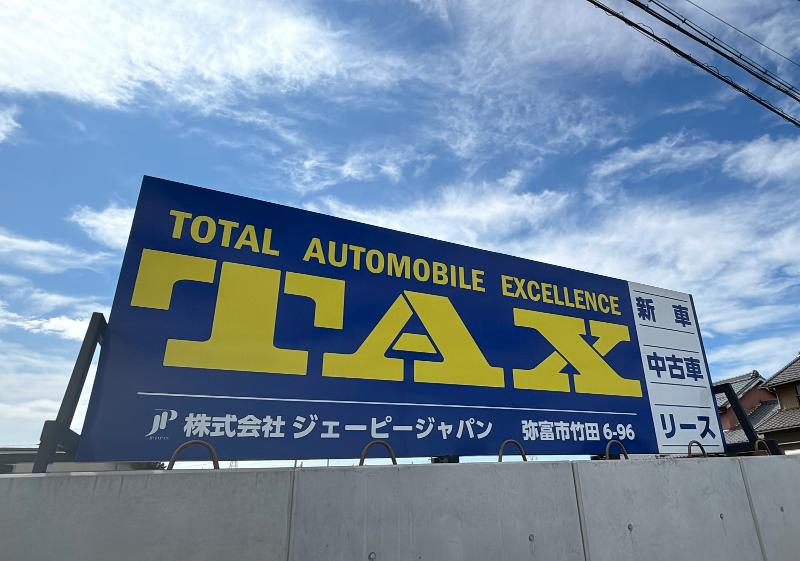 TOTAL AUTOMOBILE EXCELLENCE
TAX
JP 株式会社 ジェーピージャパン 弥富市竹田 6-96
新車
中古車
リース